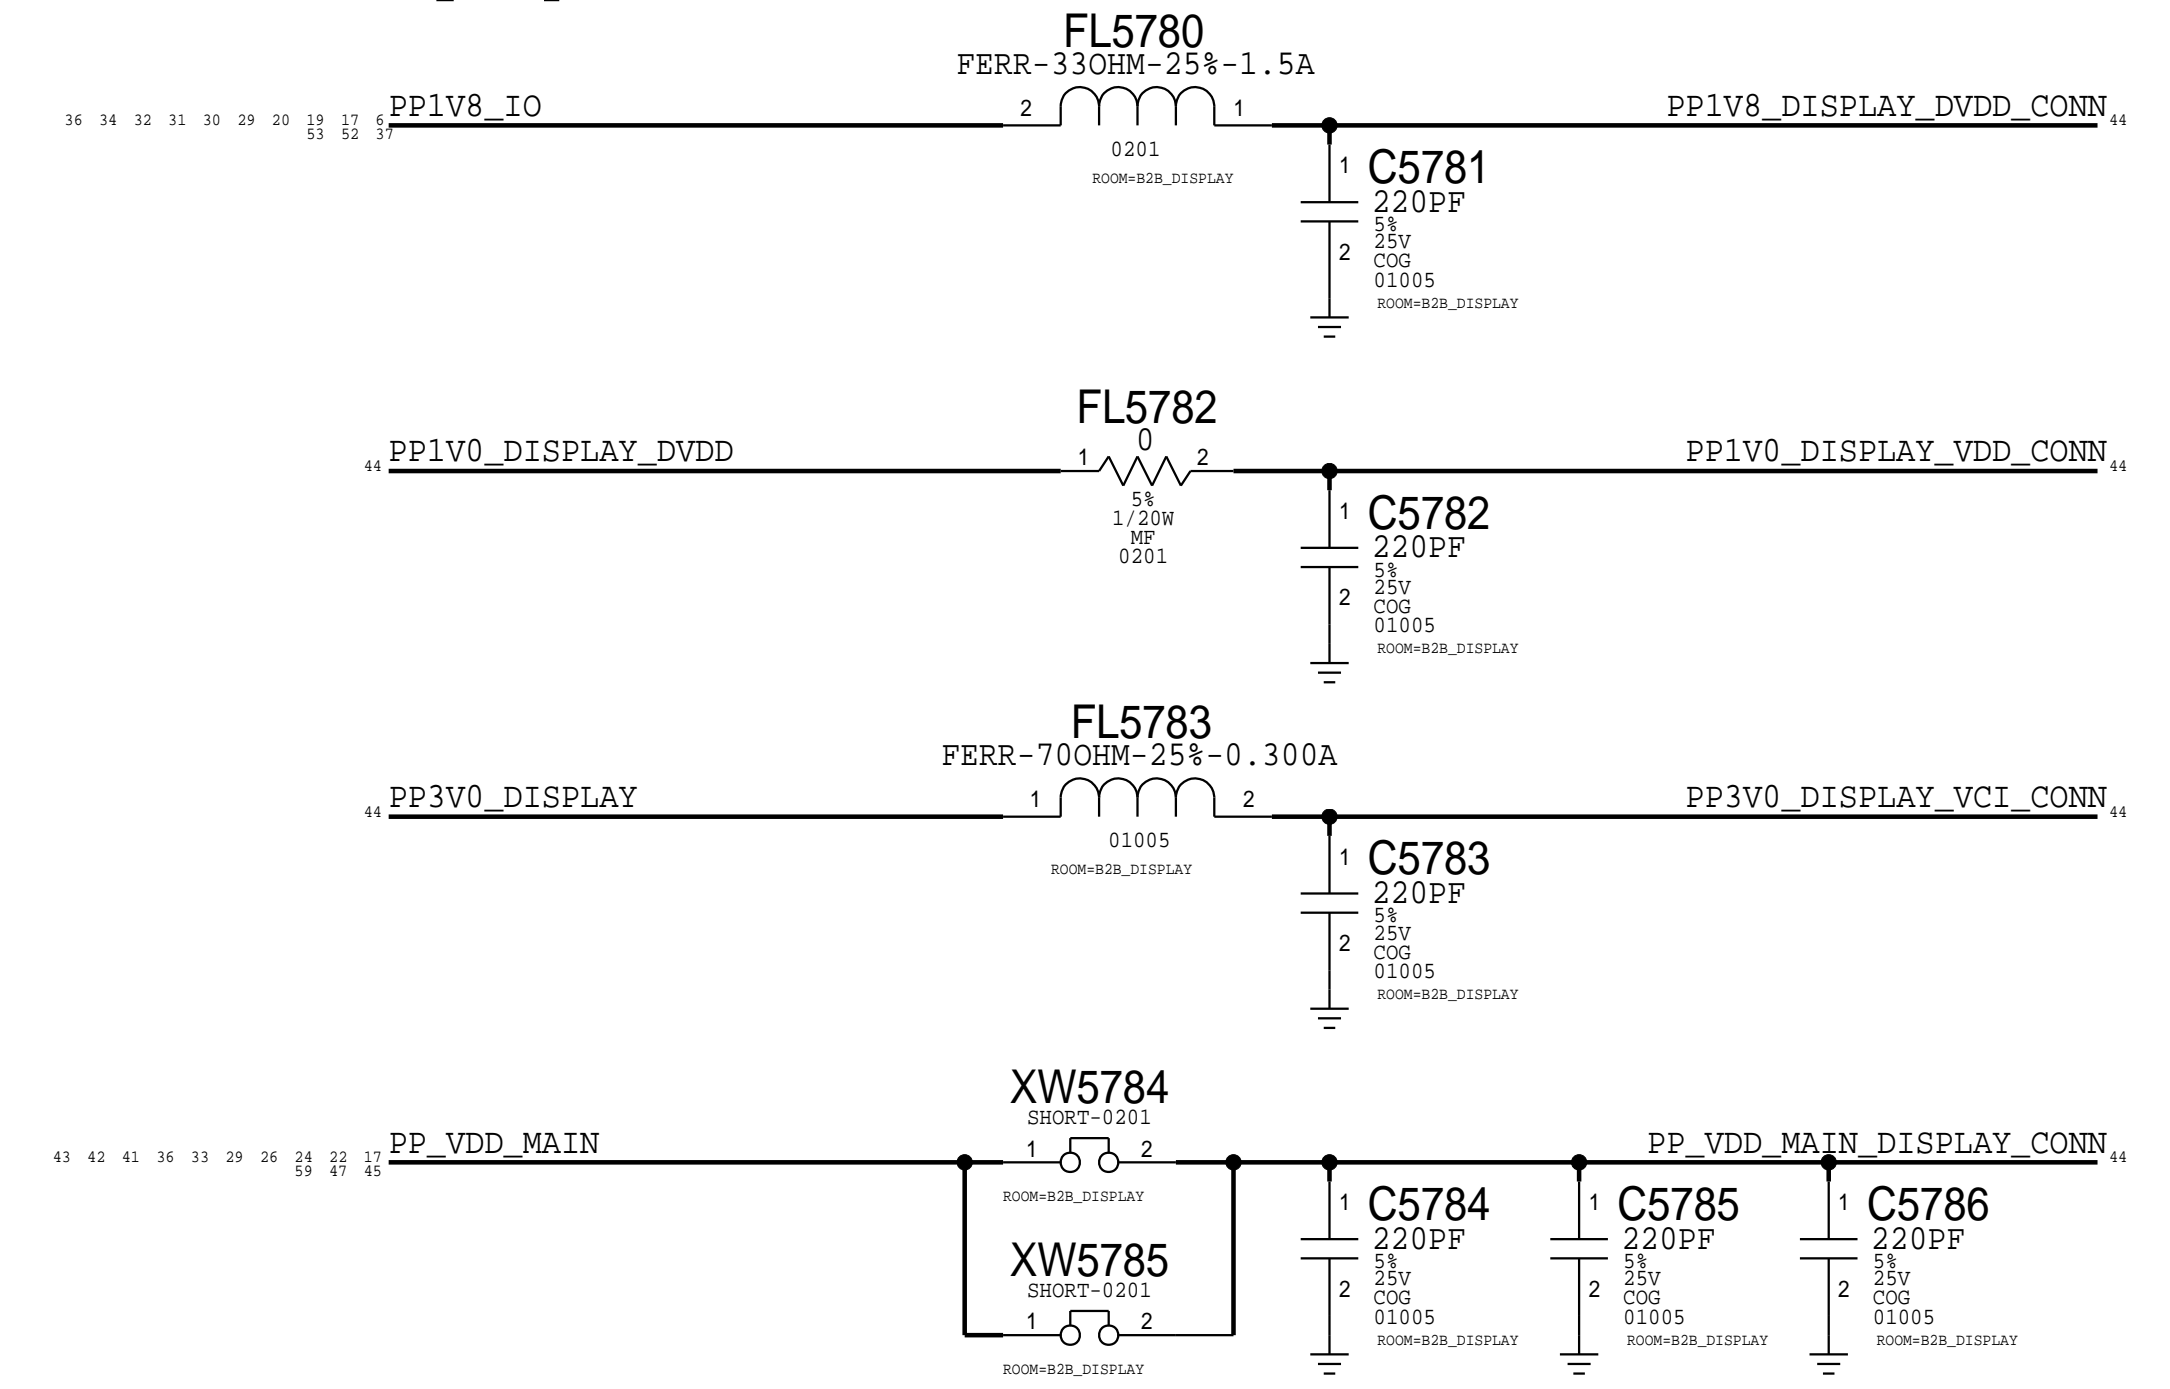 FL5780
FERR-33OHM-25%-1.5A
PP1V8_IO
2
1
PP1V8_DISPLAY_DVDD_CONN
44
36 34 32 31 30 29 20 19 17 6
53 52 37
0201
ROOM=B2B_DISPLAY
1
C5781
220PF
5%
25V
2
COG
01005
ROOM=B2B_DISPLAY
FL5782
0
PP1V0_DISPLAY_DVDD
44
1
2
PP1V0_DISPLAY_VDD_CONN
44
5%
1/20W
MF
0201
1
C5782
220PF
5%
25V
2
COG
01005
ROOM=B2B_DISPLAY
FL5783
FERR-70OHM-25%-0.300A
PP3V0_DISPLAY
44
1
2
PP3V0_DISPLAY_VCI_CONN
44
01005
ROOM=B2B_DISPLAY
1
C5783
220PF
5%
25V
2
COG
01005
ROOM=B2B_DISPLAY
XW5784
SHORT-0201
PP_VDD_MAIN
1
2
PP_VDD_MAIN_DISPLAY_CONN
44
43 42 41 36 33 29 26 24 22 17
59 47 45
ROOM=B2B_DISPLAY
XW5785
SHORT-0201
1
2
ROOM=B2B_DISPLAY
1
C5784
220PF
5%
25V
2
COG
01005
ROOM=B2B_DISPLAY
1
C5785
220PF
5%
25V
2
COG
01005
ROOM=B2B_DISPLAY
1
C5786
220PF
5%
25V
2
COG
01005
ROOM=B2B_DISPLAY